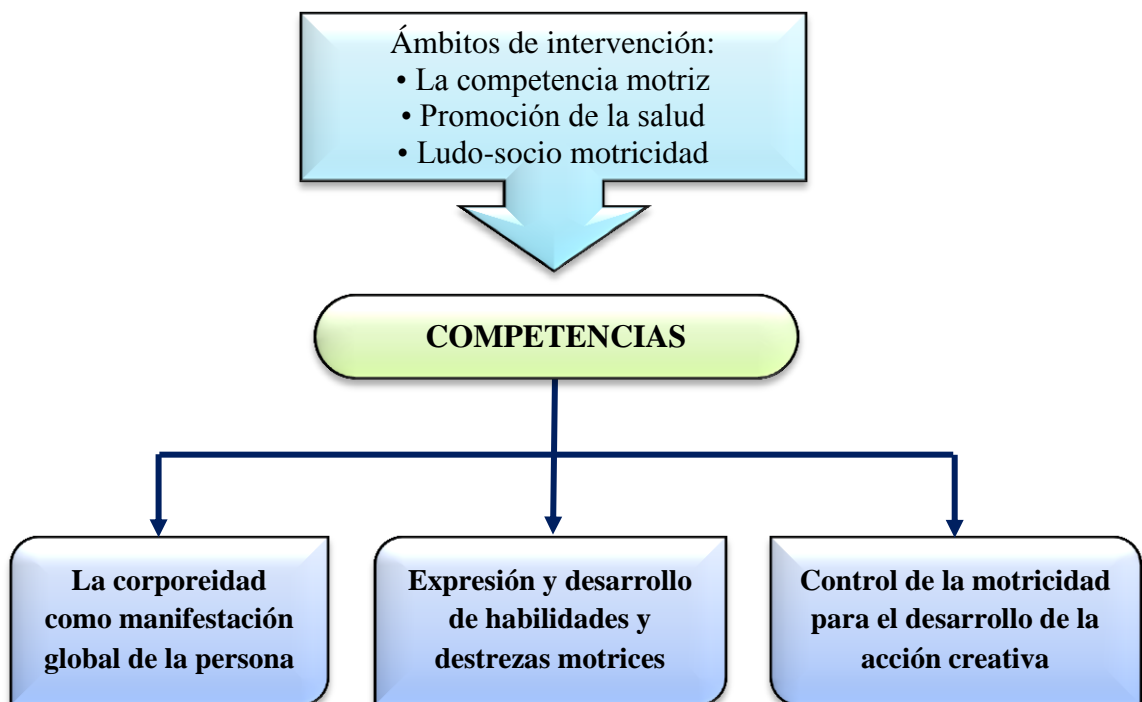 Ámbitos de intervención:
• La competencia motriz
• Promoción de la salud
• Ludo-socio motricidad
COMPETENCIAS
La corporeidad
como manifestación
global de la persona
Expresión y desarrollo
de habilidades y
destrezas motrices
Control de la motricidad
para el desarrollo de la
acción creativa